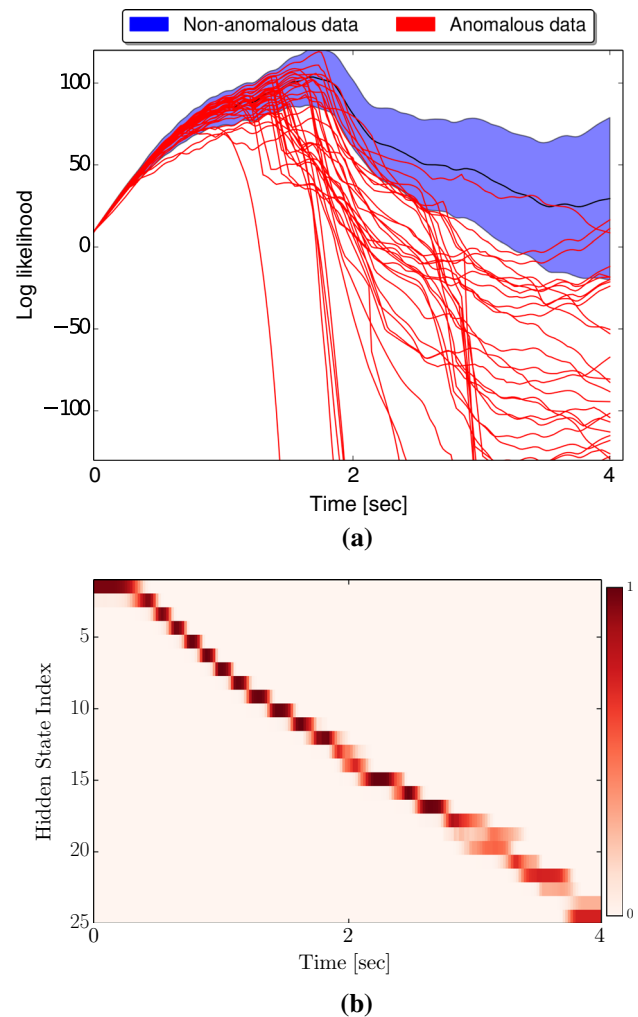 Non-anomalous data Anomalous data
100
50
0
−50
−100
Log likelihood
0 2 4
Time [sec]
(a)
1
5
10
15
20
25
0
Hidden State Index
0 2 4
Time [sec]
(b)